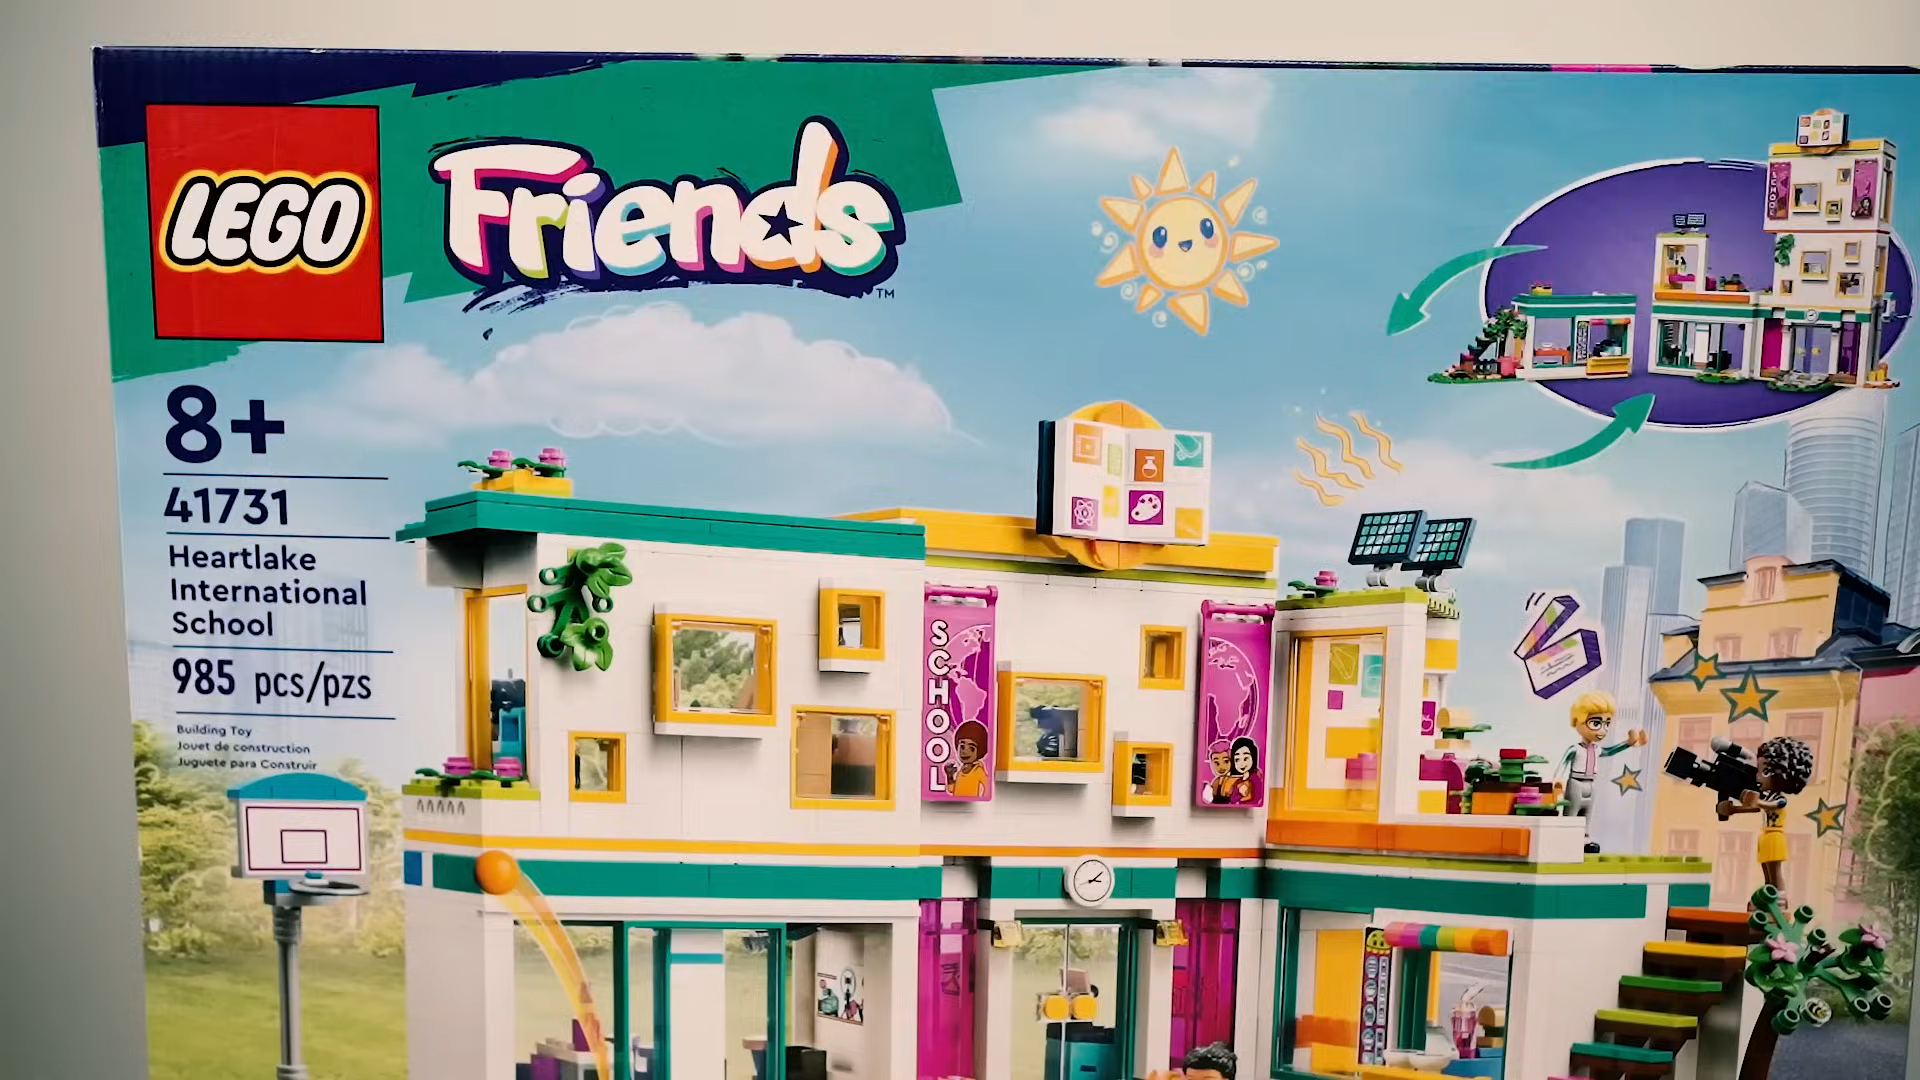 LEGO
Friends
TM
8+
41731
Heartlake
International
School
985 pcs/pzs
Building Toy
Jouet de construction
Juguete para Construir
SCHOOL
SCHOOL